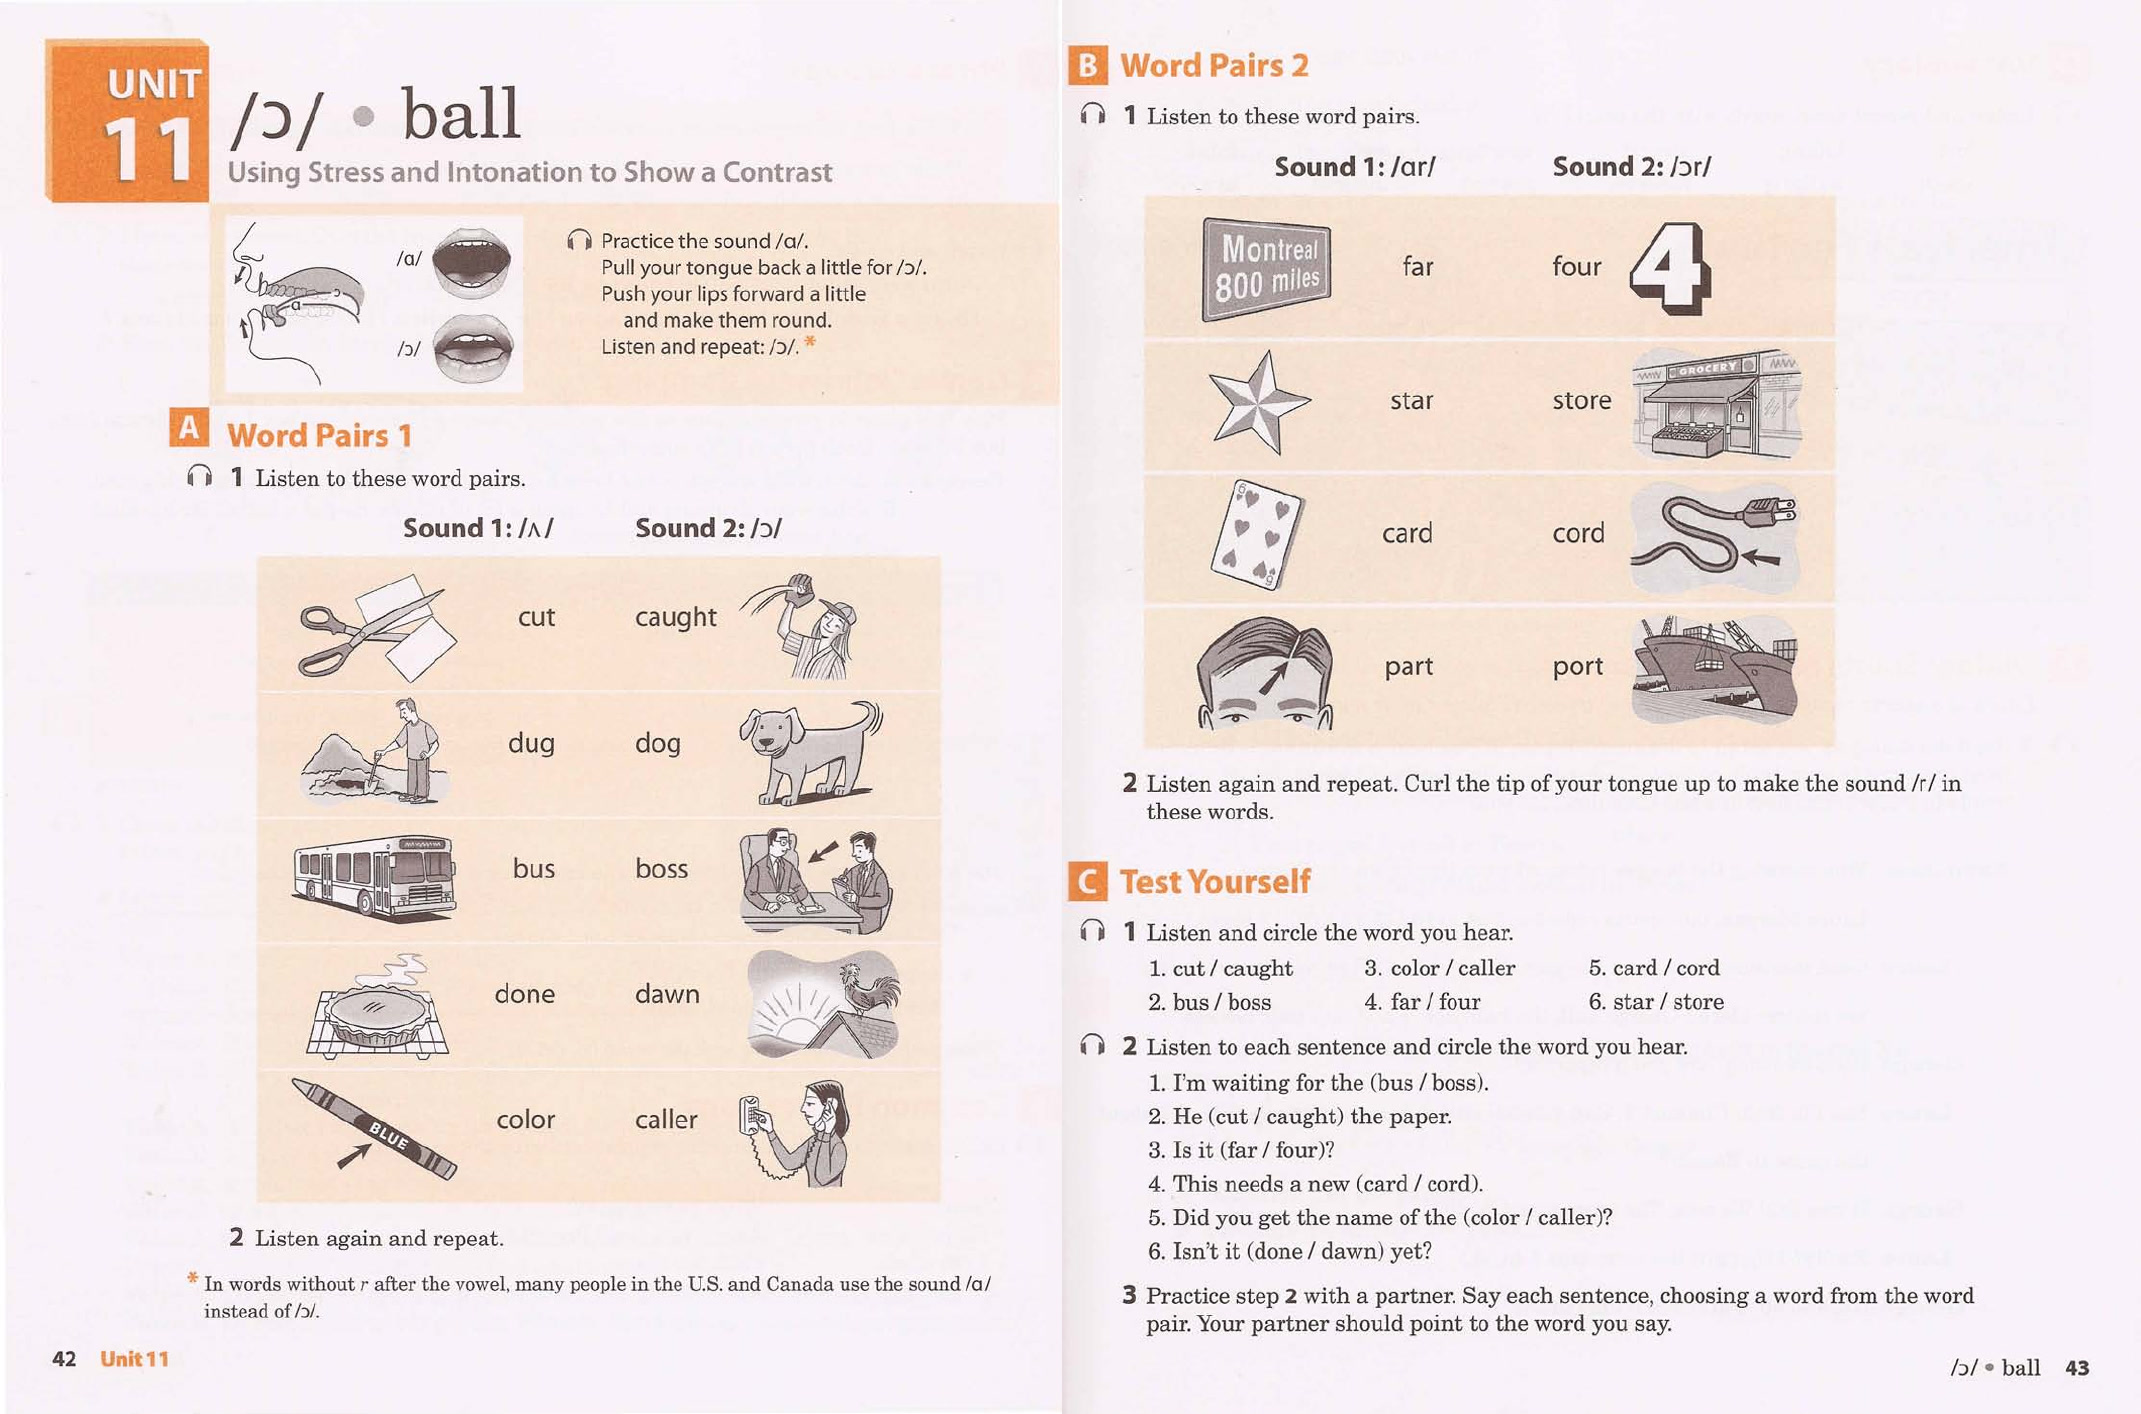 UNIT
11
/ɔ/ • ball
Using Stress and Intonation to Show a Contrast
/ɑ/
ɔ
ɑ
/ɔ/
Practice the sound /ɑ/.
Pull your tongue back a little for /ɔ/.
Push your lips forward a little
and make them round.
Listen and repeat: /ɔ/. *
A Word Pairs 1
1 Listen to these word pairs.
Sound 1: /ʌ/ Sound 2: /ɔ/
cut caught
dug dog
bus boss
done dawn
color caller
BLUE
2 Listen again and repeat.
* In words without r after the vowel, many people in the U.S. and Canada use the sound /ɑ/
instead of /ɔ/.
42 Unit 11
B Word Pairs 2
1 Listen to these word pairs.
Sound 1: /ɑr/ Sound 2: /ɔr/
Montreal
800 miles
far four
4
star store
GROCERY
6
card cord
6
part port
2 Listen again and repeat. Curl the tip of your tongue up to make the sound /r/ in
these words.
C Test Yourself
1 Listen and circle the word you hear.
1. cut / caught 3. color / caller 5. card / cord
2. bus / boss 4. far / four 6. star / store
2 Listen to each sentence and circle the word you hear.
1. I'm waiting for the (bus / boss).
2. He (cut / caught) the paper.
3. Is it (far / four)?
4. This needs a new (card / cord).
5. Did you get the name of the (color / caller)?
6. Isn't it (done / dawn) yet?
3 Practice step 2 with a partner. Say each sentence, choosing a word from the word
pair. Your partner should point to the word you say.
/ɔ/ • ball 43